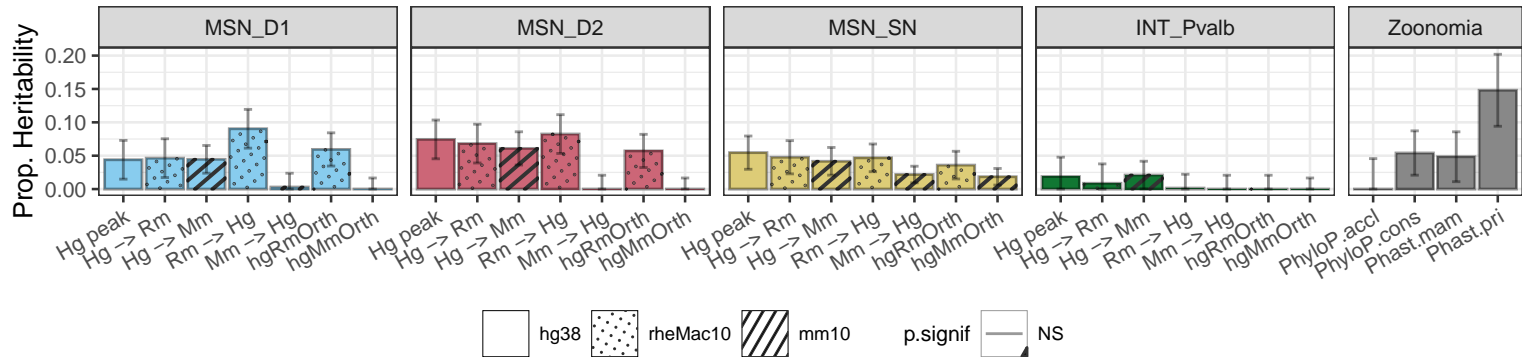 MSN_D1 MSN_D2 MSN_SN INT_Pvalb Zoonomia
Prop. Heritability
0.20
0.15
0.10
0.05
0.00
Hg peak Hg −> Rm Hg −> Mm Rm −> Hg Mm −> Hg hgRmOrth hgMmOrth
Hg peak Hg −> Rm Hg −> Mm Rm −> Hg Mm −> Hg hgRmOrth hgMmOrth
Hg peak Hg −> Rm Hg −> Mm Rm −> Hg Mm −> Hg hgRmOrth hgMmOrth
Hg peak Hg −> Rm Hg −> Mm Rm −> Hg Mm −> Hg hgRmOrth hgMmOrth
PhyloP.accl PhyloP.cons Phast.mam Phast.pri
hg38 rheMac10 mm10 p.signif NS